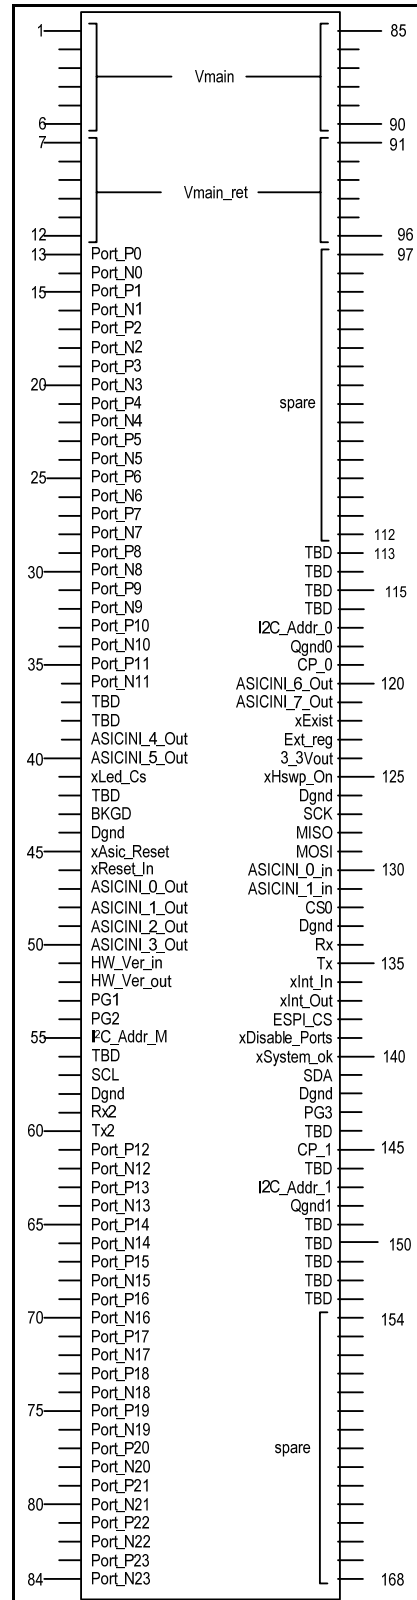 1 85
Vmain
6 90
7 91
Vmain_ret
12 96
13 Port_P0 97
Port_N0
15 Port_P1
Port_N1
Port_P2
Port_N2
Port_P3
20 Port_N3
Port_P4 spare
Port_N4
Port_P5
Port_N5
25 Port_P6
Port_N6
Port_P7
Port_N7 112
Port_P8 TBD 113
30 Port_N8 TBD
Port_P9 TBD 115
Port_N9 TBD
Port_P10 I2C_Addr_0
Port_N10 Qgnd0
35 Port_P11 CP_0
Port_N11 ASICINI_6_Out 120
TBD ASICINI_7_Out
TBD xExist
ASICINI_4_Out Ext_reg
40 ASICINI_5_Out 3_3Vout
xLed_Cs xHswp_On 125
TBD Dgnd
BKGD SCK
Dgnd MISO
45 xAsic_Reset MOSI
xReset_In ASICINI_0_in 130
ASICINI_0_Out ASICINI_1_in
ASICINI_1_Out CS0
ASICINI_2_Out Dgnd
50 ASICINI_3_Out Rx
HW_Ver_in Tx 135
HW_Ver_out xInt_In
PG1 xInt_Out
PG2 ESPI_CS
55 I²C_Addr_M xDisable_Ports
TBD xSystem_ok 140
SCL SDA
Dgnd Dgnd
Rx2 PG3
60 Tx2 TBD
Port_P12 CP_1 145
Port_N12 TBD
Port_P13 I2C_Addr_1
Port_N13 Qgnd1
65 Port_P14 TBD
Port_N14 TBD 150
Port_P15 TBD
Port_N15 TBD
Port_P16 TBD
70 Port_N16 154
Port_P17
Port_N17
Port_P18
Port_N18
75 Port_P19
Port_N19
Port_P20 spare
Port_N20
Port_P21
80 Port_N21
Port_P22
Port_N22
Port_P23
84 Port_N23 168